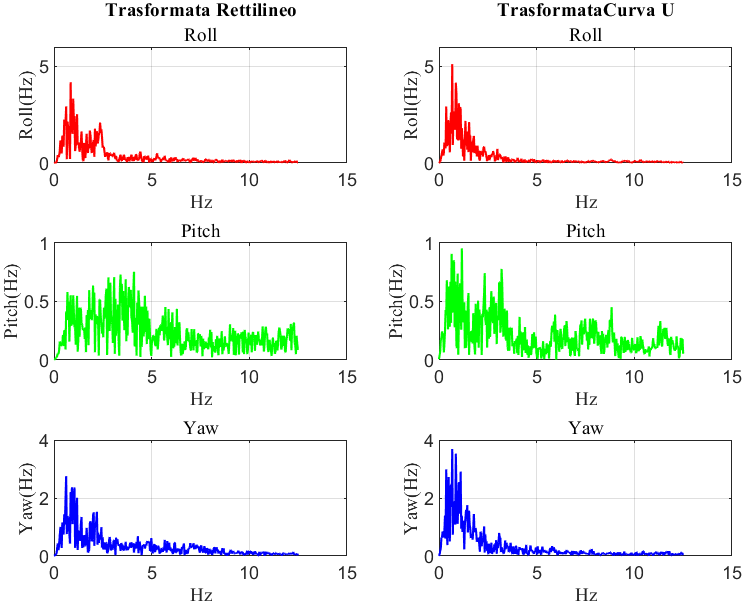 Trasformata Rettilineo
TrasformataCurva U
Roll
Roll
Roll(Hz)
5
0
0 5 10 15
Hz
Roll(Hz)
5
0
0 5 10 15
Hz
Pitch
Pitch
Pitch(Hz)
1
0.5
0
0 5 10 15
Hz
Pitch(Hz)
1
0.5
0
0 5 10 15
Hz
Yaw
Yaw
Yaw(Hz)
4
2
0
0 5 10 15
Hz
Yaw(Hz)
4
2
0
0 5 10 15
Hz